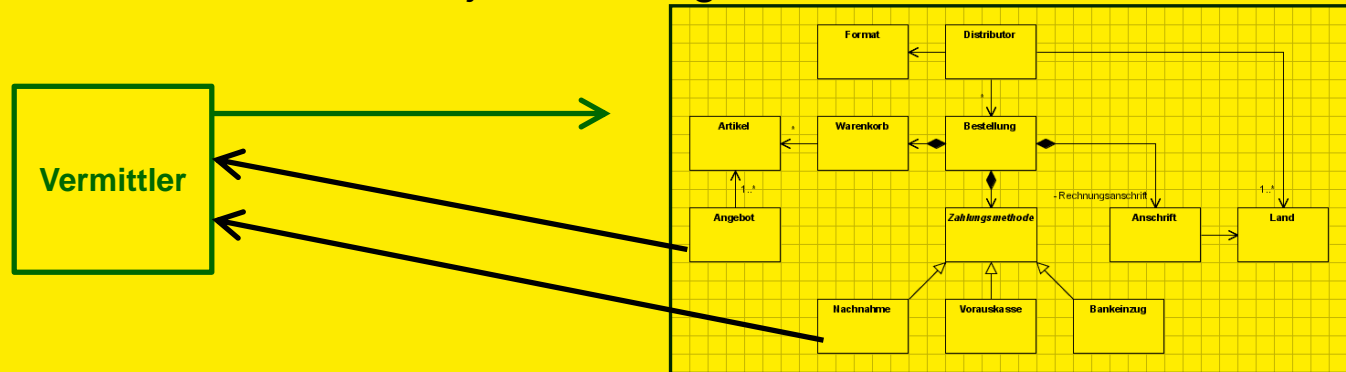 Format
Distributor
*
Artikel
*
Warenkorb
Bestellung
Vermittler
1..*
- Rechnungsanschrift
1..*
Angebot
Zahlungsmethode
Anschrift
Land
Nachnahme
Vorauskasse
Bankeinzug